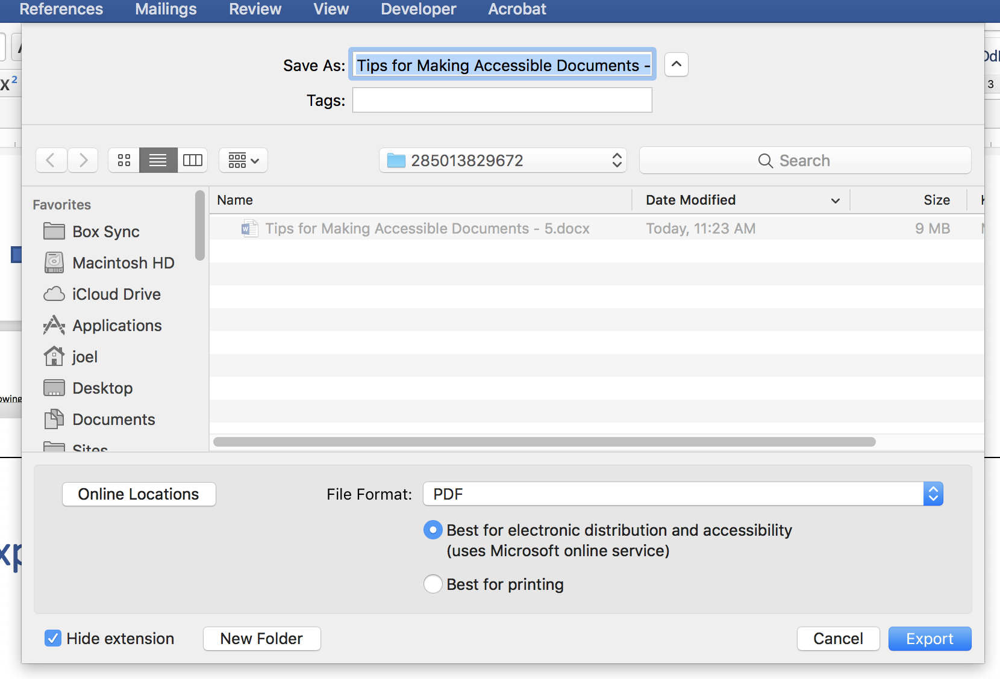 References Mailings Review View Developer Acrobat
Save As: Tips for Making Accessible Documents -
Tags:
x2
3
285013829672
Search
Favorites
Name Date Modified Size
Tips for Making Accessible Documents - 5.docx Today, 11:23 AM 9 MB
Box Sync
Macintosh HD
iCloud Drive
Applications
joel
Desktop
Documents
Sites
Online Locations
File Format: PDF
Best for electronic distribution and accessibility
(uses Microsoft online service)
Best for printing
Hide extension New Folder Cancel Export